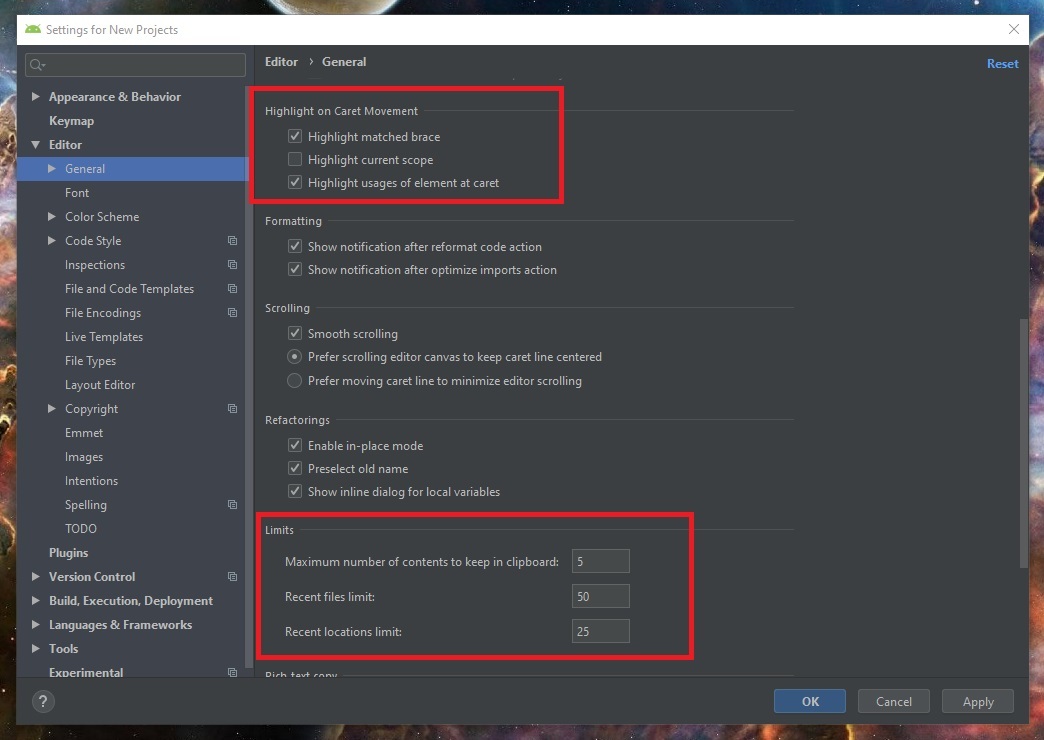 Settings for New Projects
Appearance & Behavior
Keymap
Editor
General
Font
Color Scheme
Code Style
Inspections
File and Code Templates
File Encodings
Live Templates
File Types
Layout Editor
Copyright
Emmet
Images
Intentions
Spelling
TODO
Plugins
Version Control
Build, Execution, Deployment
Languages & Frameworks
Tools
Experimental
Editor › General
Reset
Highlight on Caret Movement
Highlight matched brace
Highlight current scope
Highlight usages of element at caret
Formatting
Show notification after reformat code action
Show notification after optimize imports action
Scrolling
Smooth scrolling
Prefer scrolling editor canvas to keep caret line centered
Prefer moving caret line to minimize editor scrolling
Refactorings
Enable in-place mode
Preselect old name
Show inline dialog for local variables
Limits
Maximum number of contents to keep in clipboard: 5
Recent files limit: 50
Recent locations limit: 25
Rich text copy
?
OK
Cancel
Apply